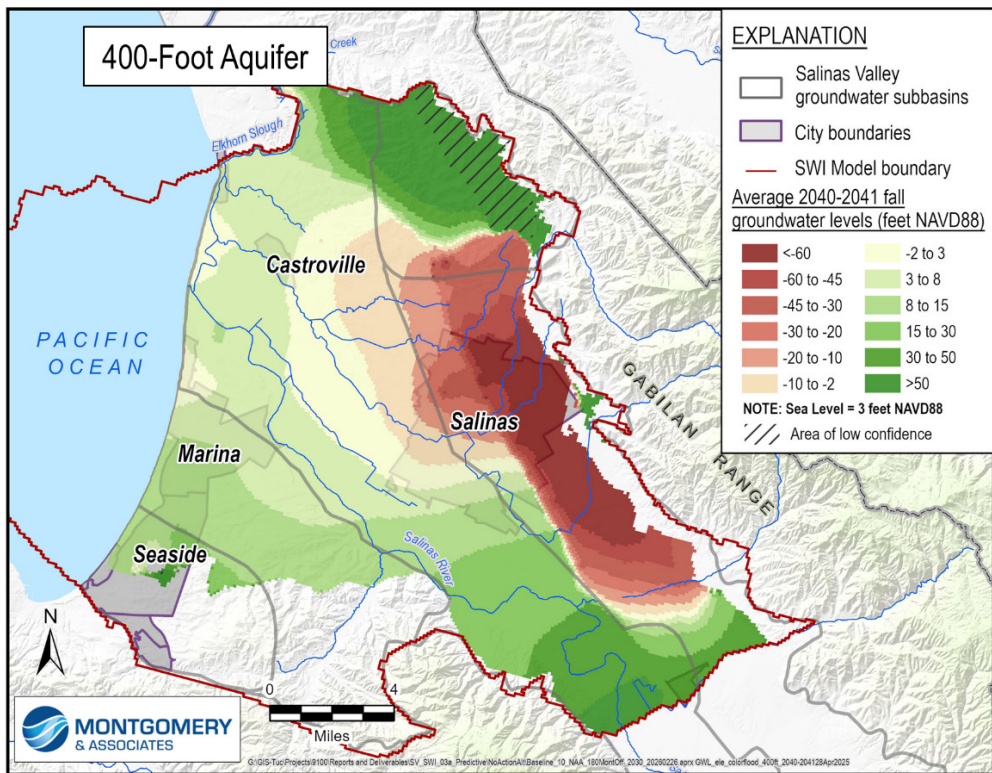 400-Foot Aquifer
Creek
Elkhorn Slough
Castroville
PACIFIC
OCEAN
Salinas
Marina
Seaside
Salinas
River
GABILAN RANGE
N
0 4
Miles
MONTGOMERY
& ASSOCIATES
EXPLANATION
Salinas Valley
groundwater subbasins
City boundaries
SWI Model boundary
Average 2040-2041 fall
groundwater levels (feet NAVD88)
<-60
-60 to -45
-45 to -30
-30 to -20
-20 to -10
-10 to -2
-2 to 3
3 to 8
8 to 15
15 to 30
30 to 50
>50
NOTE: Sea Level = 3 feet NAVD88
Area of low confidence